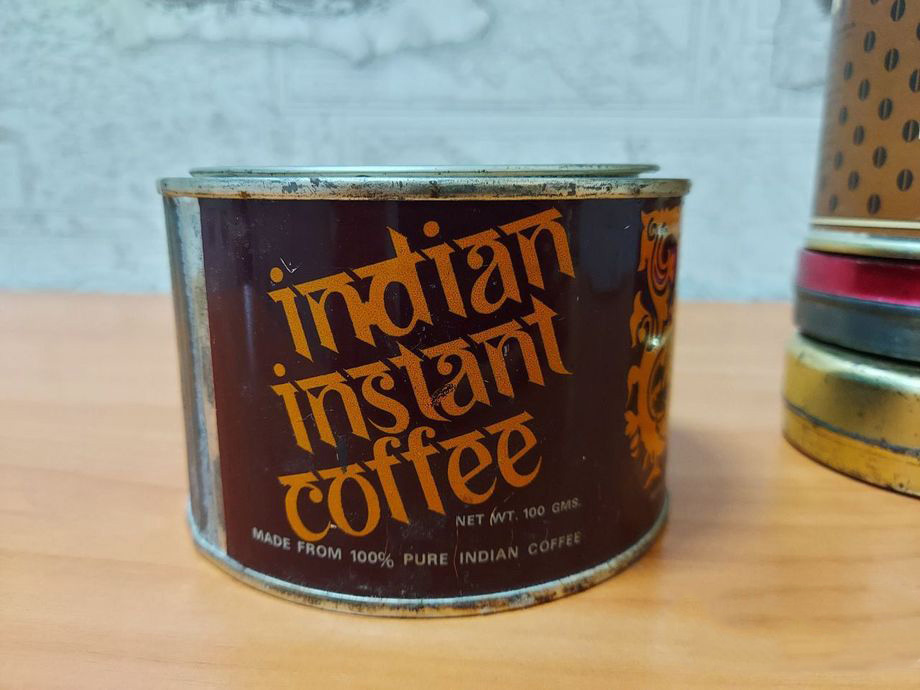 indian
instant
coffee
NET WT. 100 GMS.
MADE FROM 100% PURE INDIAN COFFEE